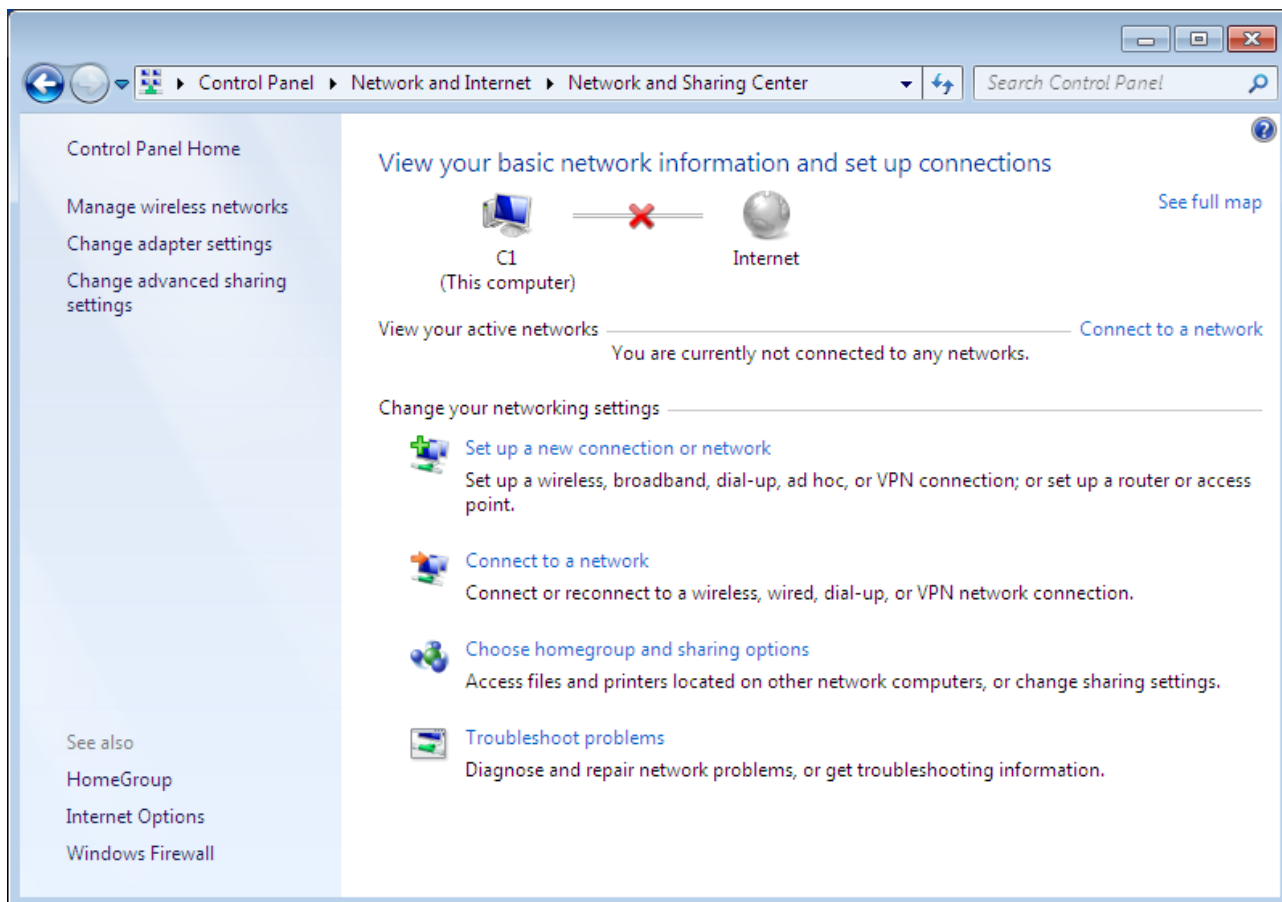 Control Panel
Network and Internet
Network and Sharing Center
Search Control Panel
Control Panel Home
Manage wireless networks
Change adapter settings
Change advanced sharing
settings
See also
HomeGroup
Internet Options
Windows Firewall
View your basic network information and set up connections
See full map
C1
(This computer)
Internet
View your active networks
Connect to a network
You are currently not connected to any networks.
Change your networking settings
Set up a new connection or network
Set up a wireless, broadband, dial-up, ad hoc, or VPN connection; or set up a router or access
point.
Connect to a network
Connect or reconnect to a wireless, wired, dial-up, or VPN network connection.
Choose homegroup and sharing options
Access files and printers located on other network computers, or change sharing settings.
Troubleshoot problems
Diagnose and repair network problems, or get troubleshooting information.